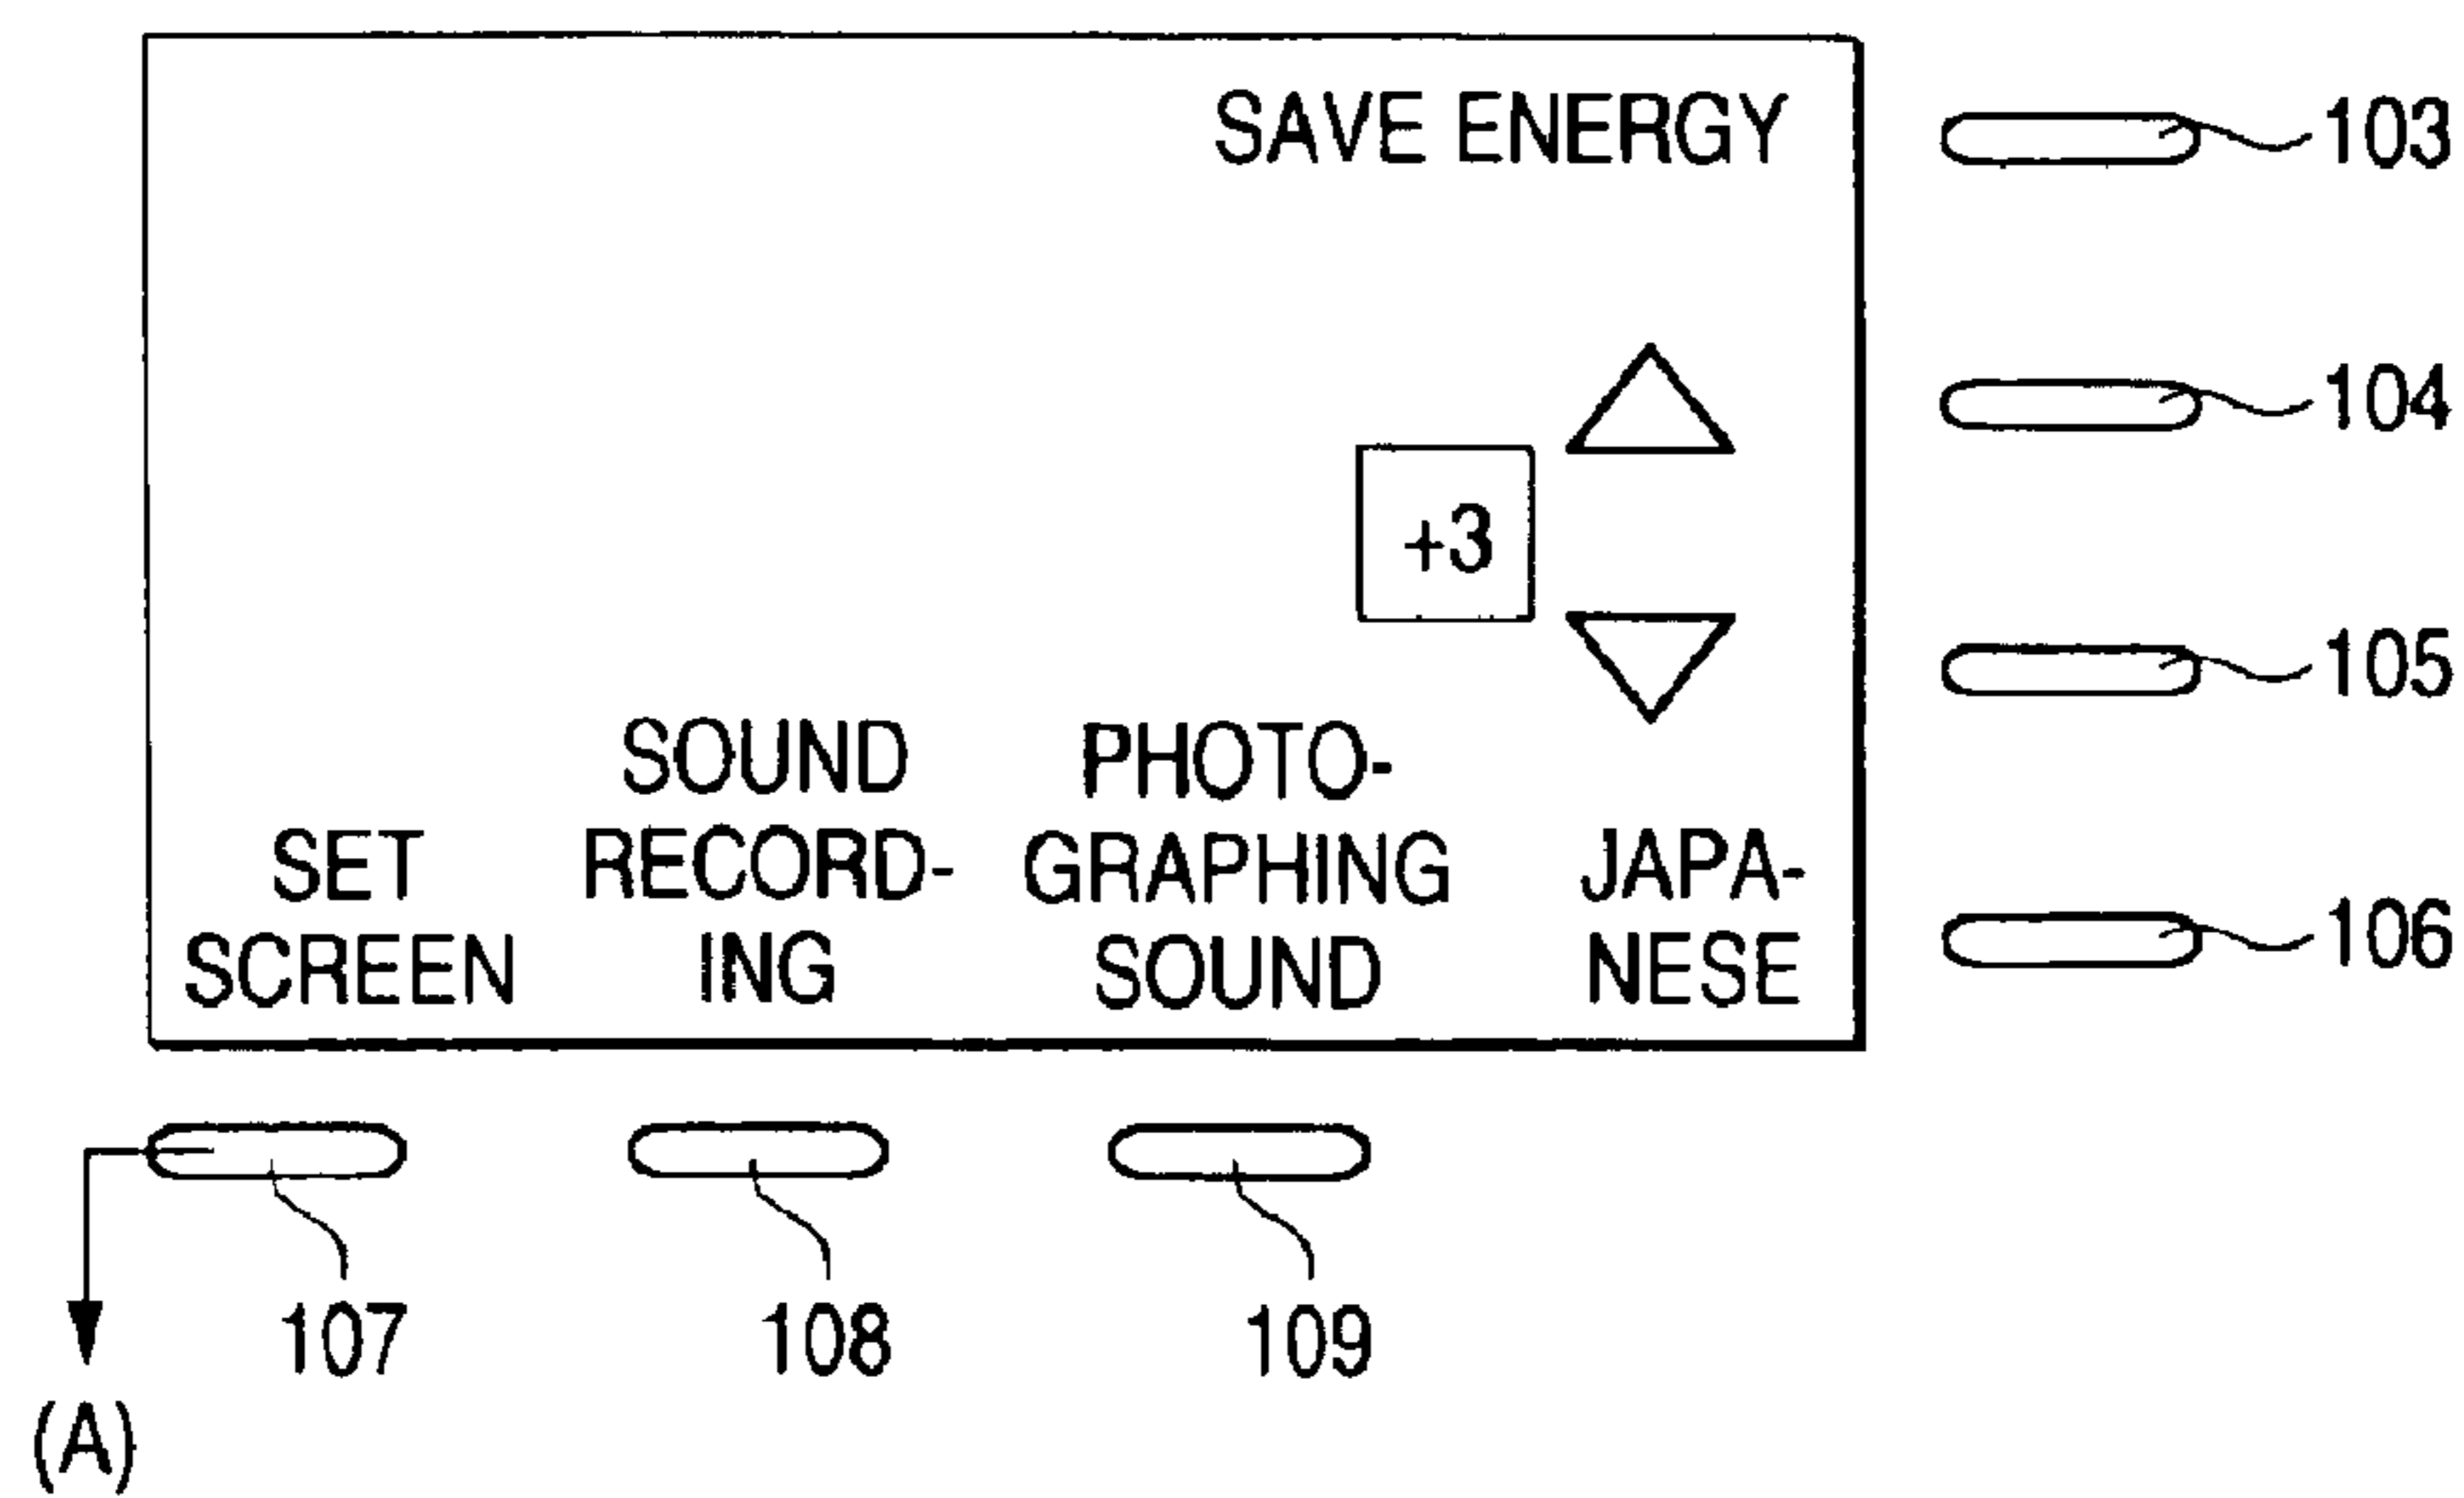 SAVE ENERGY
103
104
+3
105
SOUND PHOTO-
SET RECORD- GRAPHING JAPA-
SCREEN ING SOUND NESE
106
107 108 109
(A)